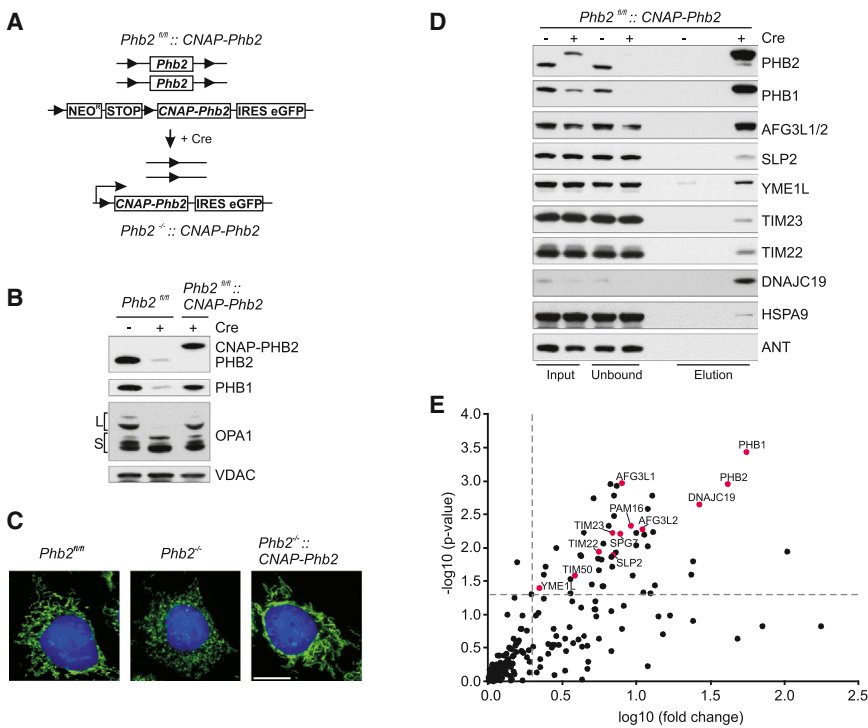 A
Phb2 fl/fl :: CNAP-Phb2
Phb2
Phb2
NEOR STOP CNAP-Phb2 IRES eGFP
+ Cre
CNAP-Phb2 IRES eGFP
Phb2 -/- :: CNAP-Phb2
B
Phb2 fl/fl
Phb2 fl/fl ::
CNAP-Phb2
- + + Cre
CNAP-PHB2
PHB2
PHB1
L
S
OPA1
VDAC
C
Phb2fl/fl
Phb2-/-
Phb2-/-::
CNAP-Phb2
D
Phb2 fl/fl :: CNAP-Phb2
- + - + - + Cre
PHB2
PHB1
AFG3L1/2
SLP2
YME1L
TIM23
TIM22
DNAJC19
HSPA9
ANT
Input Unbound Elution
E
-log10 (p-value)
4.0
3.5
3.0
2.5
2.0
1.5
1.0
0.5
0.0
PHB1
AFG3L1
PHB2
DNAJC19
PAM16
AFG3L2
TIM23
SPG7
TIM22
SLP2
TIM50
YME1L
0.0 0.5 1.0 1.5 2.0 2.5
log10 (fold change)